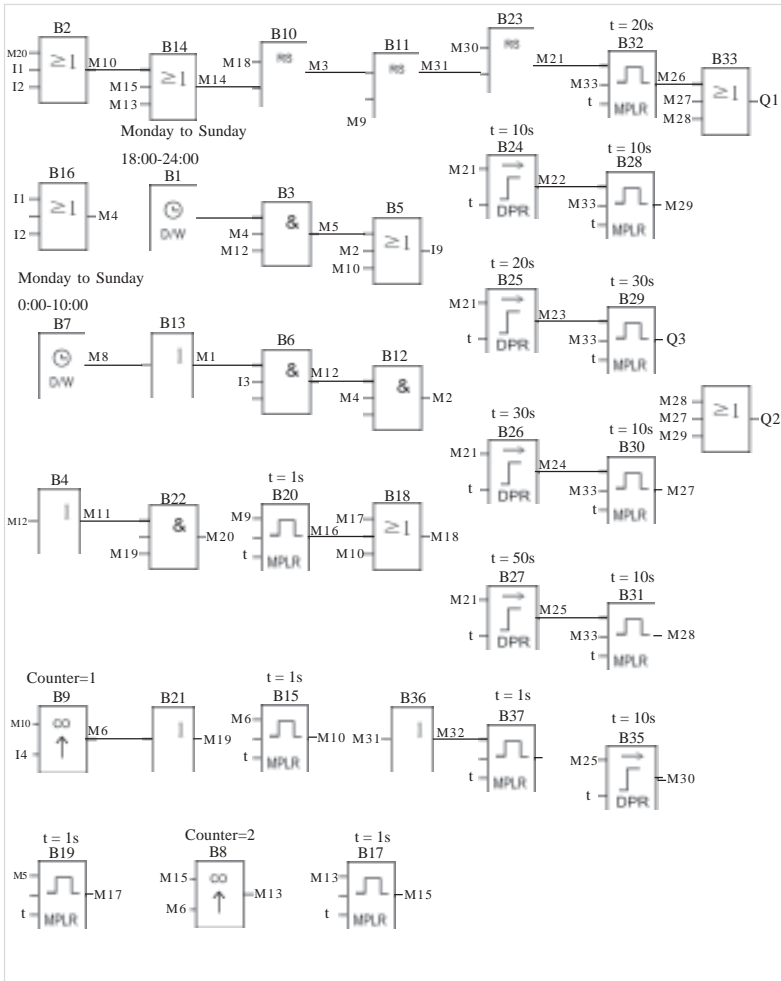 B2 B14 B10 B11 B23 t = 20s
B32 B33
M20 I1 I2 ≥1 M10 M15 M13 ≥1 M14 M18 RS M3 M9 RS M31 M30 RS M21 M33 t MPLR M26 M27 M28 ≥1 Q1
Monday to Sunday
18:00-24:00
B16 B1 B3 B5
I1 I2 ≥1 M4 D/W M4 M12 & M5 M2 M10 ≥1 I9
t = 10s t = 10s
B24 B28
M21 t DPR M22 M33 t MPLR M29
Monday to Sunday
0:00-10:00
B7 B13 B6 B12
D/W M8 1 M1 I3 & M12 M4 & M2
t = 20s t = 30s
B25 B29
M21 t DPR M23 M33 t MPLR Q3
M28 M27 M29 ≥1 Q2
t = 30s t = 10s
B26 B30
M21 t DPR M24 M33 t MPLR M27
B4 B22 t = 1s B20 B18
M12 1 M11 M19 & M20 M9 t MPLR M16 M17 M10 ≥1 M18
t = 50s t = 10s
B27 B31
M21 t DPR M25 M33 t MPLR M28
Counter=1 t = 1s t = 1s t = 10s
B9 B21 B15 B36 B37 B35
M10 I4 M6 1 M19 M6 t MPLR M10 M31 1 M32 t MPLR M25 t DPR M30
t = 1s Counter=2 t = 1s
B19 B8 B17
M5 t MPLR M17 M15 M6 M13 M13 t MPLR M15